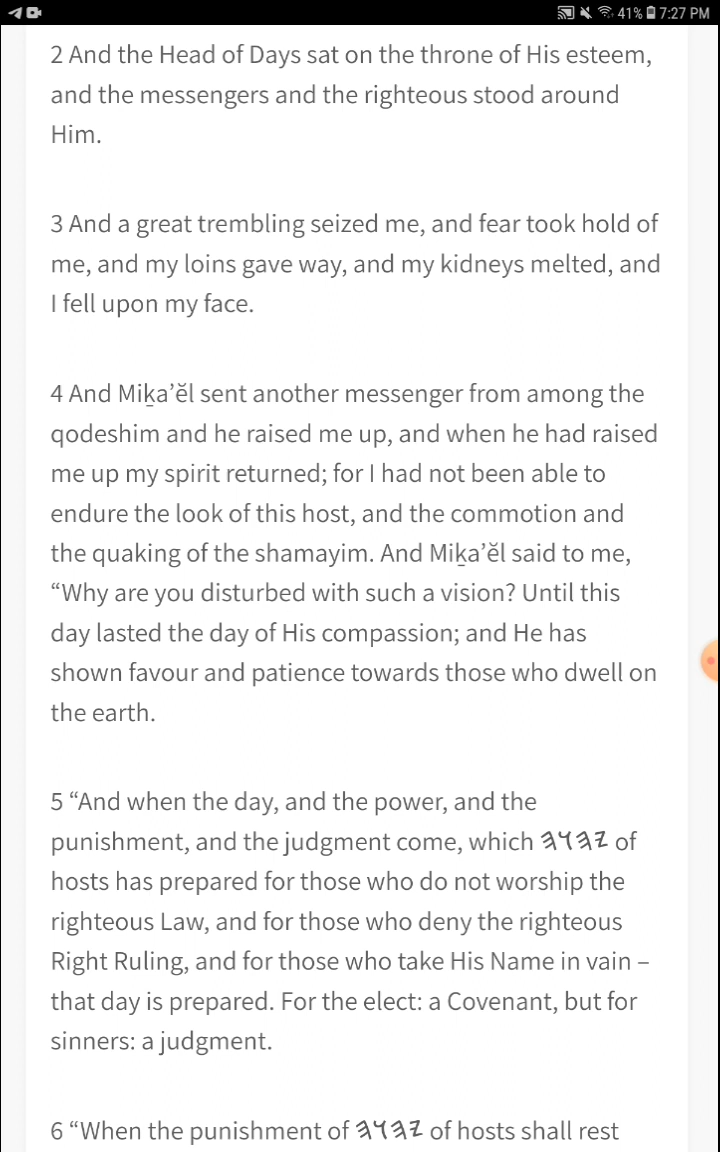 41% 7:27 PM
2 And the Head of Days sat on the throne of His esteem,
and the messengers and the righteous stood around
Him.
3 And a great trembling seized me, and fear took hold of
me, and my loins gave way, and my kidneys melted, and
I fell upon my face.
4 And Miḵa’ĕl sent another messenger from among the
qodeshim and he raised me up, and when he had raised
me up my spirit returned; for I had not been able to
endure the look of this host, and the commotion and
the quaking of the shamayim. And Miḵa’ĕl said to me,
“Why are you disturbed with such a vision? Until this
day lasted the day of His compassion; and He has
shown favour and patience towards those who dwell on
the earth.
5 “And when the day, and the power, and the
punishment, and the judgment come, which 𐤉𐤄𐤅𐤄 of
hosts has prepared for those who do not worship the
righteous Law, and for those who deny the righteous
Right Ruling, and for those who take His Name in vain –
that day is prepared. For the elect: a Covenant, but for
sinners: a judgment.
6 “When the punishment of 𐤉𐤄𐤅𐤄 of hosts shall rest